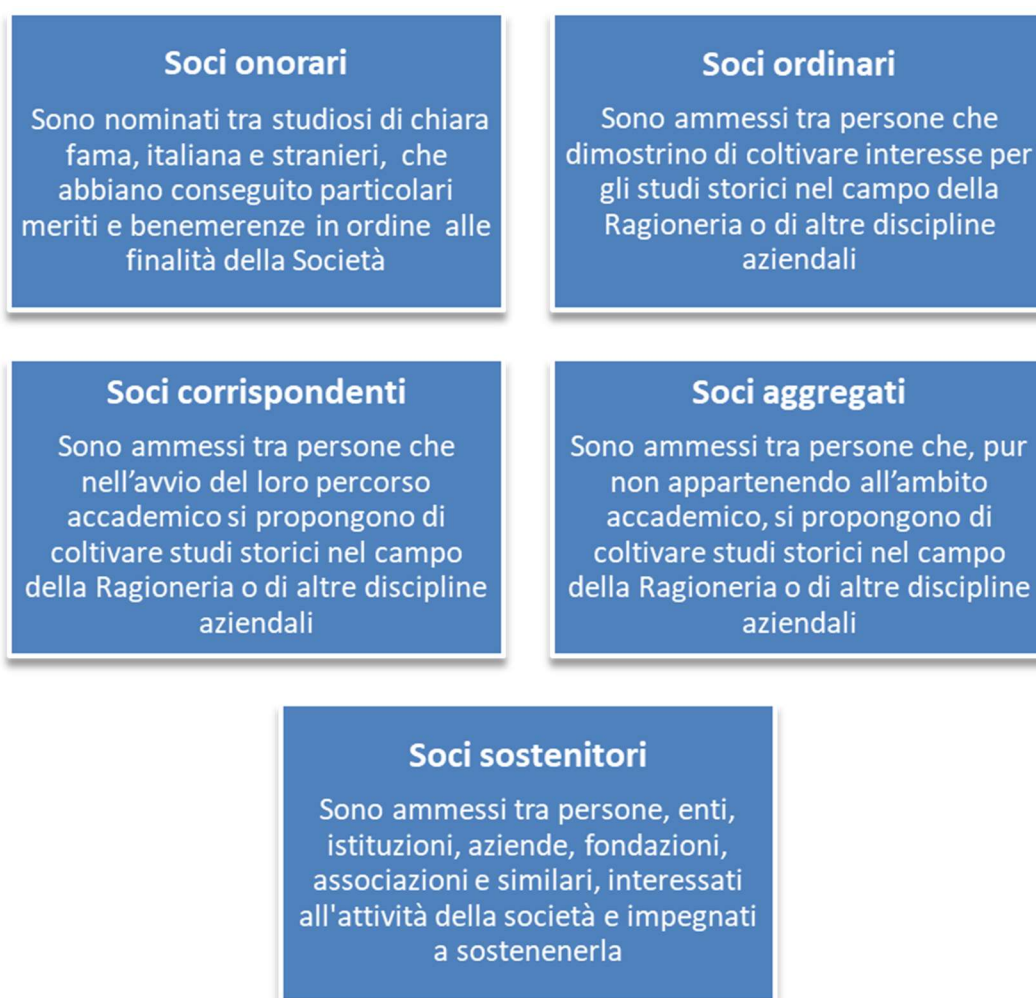 Soci onorari
Sono nominati tra studiosi di chiara
fama, italiana e stranieri, che
abbiano conseguito particolari
meriti e benemerenze in ordine alle
finalità della Società
Soci ordinari
Sono ammessi tra persone che
dimostrino di coltivare interesse per
gli studi storici nel campo della
Ragioneria o di altre discipline
aziendali
Soci corrispondenti
Sono ammessi tra persone che
nell’avvio del loro percorso
accademico si propongono di
coltivare studi storici nel campo
della Ragioneria o di altre discipline
aziendali
Soci aggregati
Sono ammessi tra persone che, pur
non appartenendo all’ambito
accademico, si propongono di
coltivare studi storici nel campo
della Ragioneria o di altre discipline
aziendali
Soci sostenitori
Sono ammessi tra persone, enti,
istituzioni, aziende, fondazioni,
associazioni e similari, interessati
all'attività della società e impegnati
a sostenenerla